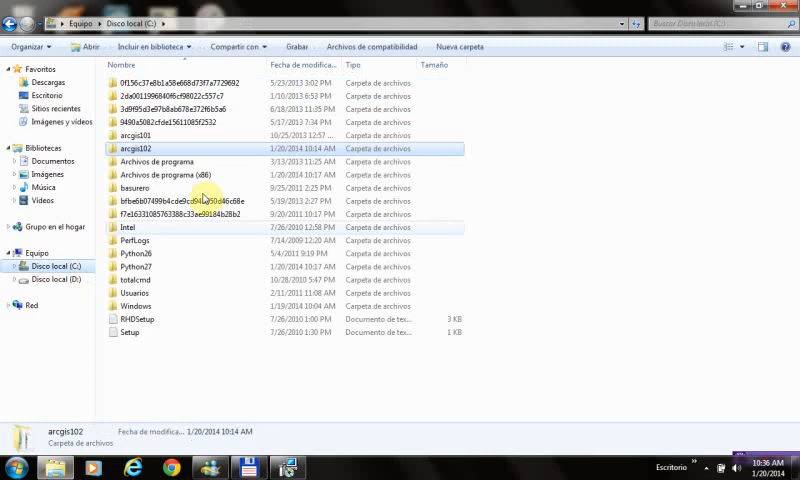 Equipo ▸ Disco local (C:) ▸
Buscar Disco local (C:)
Organizar Abrir Incluir en biblioteca Compartir con Grabar Archivos de compatibilidad Nueva carpeta
Nombre Fecha de modifica... Tipo Tamaño
Favoritos
Descargas
Escritorio
Sitios recientes
Imágenes y vídeos
Bibliotecas
Documentos
Imágenes
Música
Vídeos
Grupo en el hogar
Equipo
Disco local (C:)
Disco local (D:)
Red
0f156c37e8b1a58e668d73f7a7729692 5/23/2013 3:02 PM Carpeta de archivos
2da0011996840f6cf98022c557c7 1/10/2013 6:53 PM Carpeta de archivos
3d9f95d3e97b8ab678e372f6b5a6 6/18/2013 11:35 PM Carpeta de archivos
9490a5082cfde15611085f2532 5/17/2013 7:34 PM Carpeta de archivos
arcgis101 10/25/2013 12:57 ... Carpeta de archivos
arcgis102 1/20/2014 10:14 AM Carpeta de archivos
Archivos de programa 3/13/2013 11:25 AM Carpeta de archivos
Archivos de programa (x86) 1/20/2014 10:17 AM Carpeta de archivos
basurero 9/25/2011 2:25 PM Carpeta de archivos
5/19/2013 2:27 PM Carpeta de archivos
f7e16331085763388c33ae99184b28b2 9/20/2011 10:17 PM Carpeta de archivos
Intel 7/26/2010 12:58 PM Carpeta de archivos
PerfLogs 7/14/2009 12:20 AM Carpeta de archivos
Python26 5/4/2011 9:19 PM Carpeta de archivos
Python27 1/20/2014 10:17 AM Carpeta de archivos
totalcmd 10/28/2010 5:47 PM Carpeta de archivos
Usuarios 2/11/2011 11:08 AM Carpeta de archivos
Windows 1/19/2014 10:04 AM Carpeta de archivos
RHDSetup 7/26/2010 1:00 PM Documento de tex... 3 KB
Setup 7/26/2010 1:30 PM Documento de tex... 1 KB
arcgis102 Fecha de modifica... 1/20/2014 10:14 AM
Carpeta de archivos
Escritorio
10:36 AM
1/20/2014